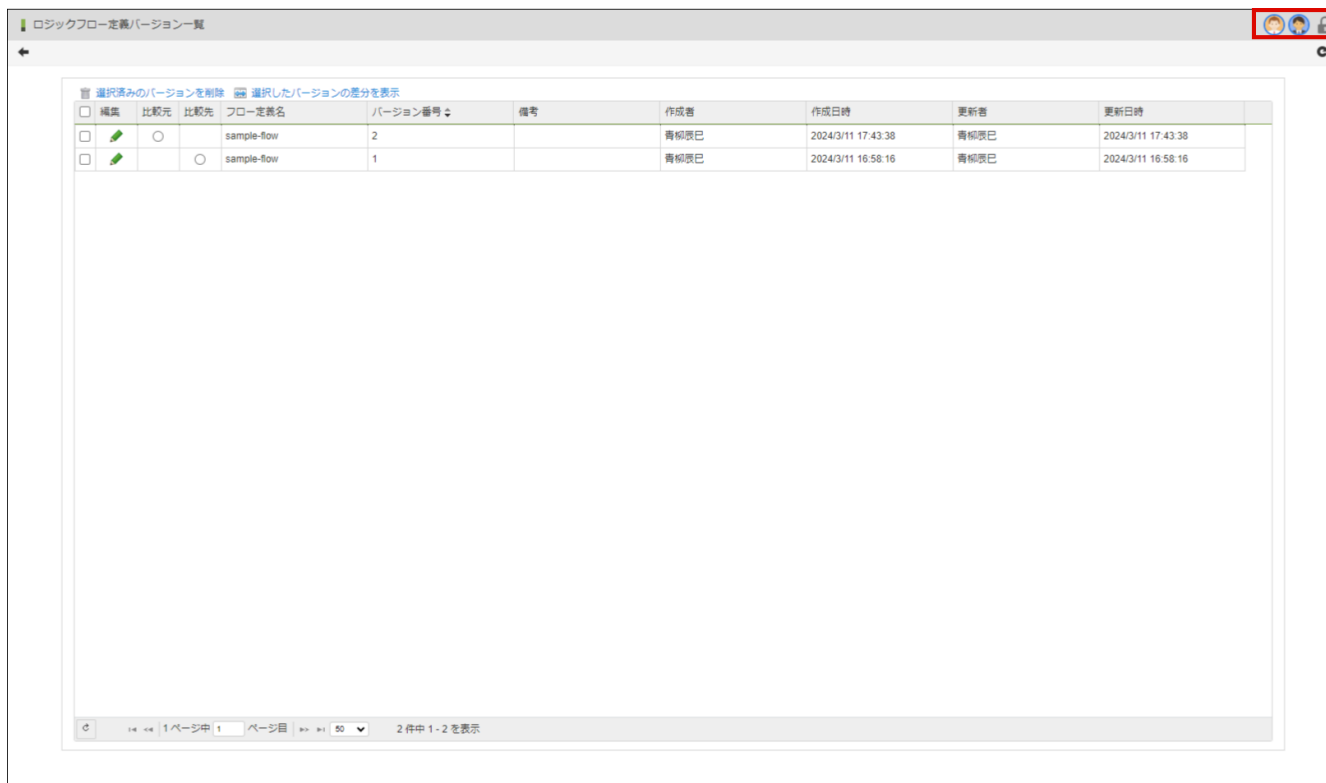 ロジックフロー定義バージョン一覧
選択済みのバージョンを削除 選択したバージョンの差分を表示
編集 比較元 比較先 フロー定義名 バージョン番号 備考 作成者 作成日時 更新者 更新日時
sample-flow 2 青柳辰巳 2024/3/11 17:43:38 青柳辰巳 2024/3/11 17:43:38
sample-flow 1 青柳辰巳 2024/3/11 16:58:16 青柳辰巳 2024/3/11 16:58:16
1 ページ中 1 ページ目 50 2 件中 1 - 2 を表示